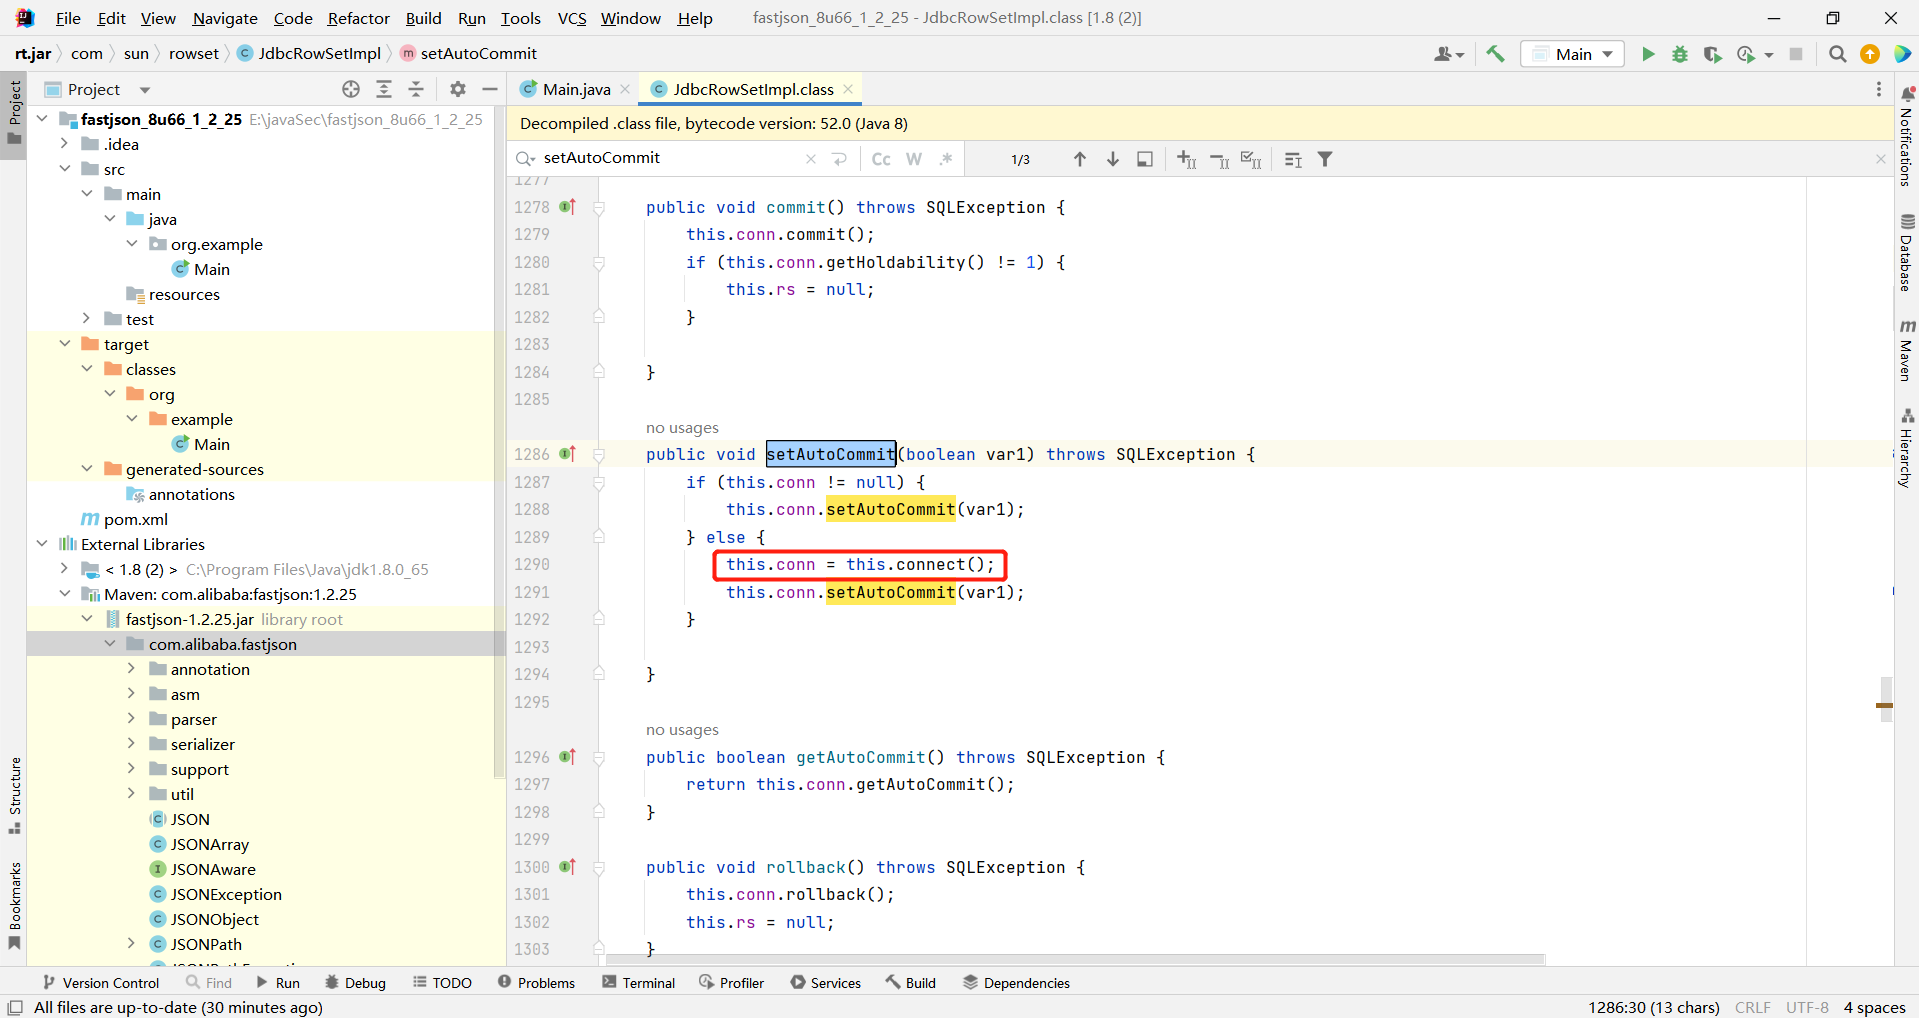 File Edit View Navigate Code Refactor Build Run Tools VCS Window Help fastjson_8u66_1_2_25 - JdbcRowSetImpl.class [1.8 (2)]
rt.jar com sun rowset JdbcRowSetImpl setAutoCommit Main
Project
Main.java JdbcRowSetImpl.class
Decompiled .class file, bytecode version: 52.0 (Java 8)
setAutoCommit Cc W .* 1/3
Project
fastjson_8u66_1_2_25 E:\javaSec\fastjson_8u66_1_2_25
.idea
src
main
java
org.example
Main
resources
test
target
classes
org
example
Main
generated-sources
annotations
pom.xml
External Libraries
< 1.8 (2) > C:\Program Files\Java\jdk1.8.0_65
Maven: com.alibaba:fastjson:1.2.25
fastjson-1.2.25.jar library root
com.alibaba.fastjson
annotation
asm
parser
serializer
support
util
JSON
JSONArray
JSONAware
JSONException
JSONObject
JSONPath
Structure
Bookmarks
1277
1278 public void commit() throws SQLException {
1279 this.conn.commit();
1280 if (this.conn.getHoldability() != 1) {
1281 this.rs = null;
1282 }
1283
1284 }
1285
no usages
1286 public void setAutoCommit(boolean var1) throws SQLException {
1287 if (this.conn != null) {
1288 this.conn.setAutoCommit(var1);
1289 } else {
1290 this.conn = this.connect();
1291 this.conn.setAutoCommit(var1);
1292 }
1293
1294 }
1295
no usages
1296 public boolean getAutoCommit() throws SQLException {
1297 return this.conn.getAutoCommit();
1298 }
1299
1300 public void rollback() throws SQLException {
1301 this.conn.rollback();
1302 this.rs = null;
1303 }
Notifications
Database
Maven
Hierarchy
Version Control Find Run Debug TODO Problems Terminal Profiler Services Build Dependencies
All files are up-to-date (30 minutes ago) 1286:30 (13 chars) CRLF UTF-8 4 spaces